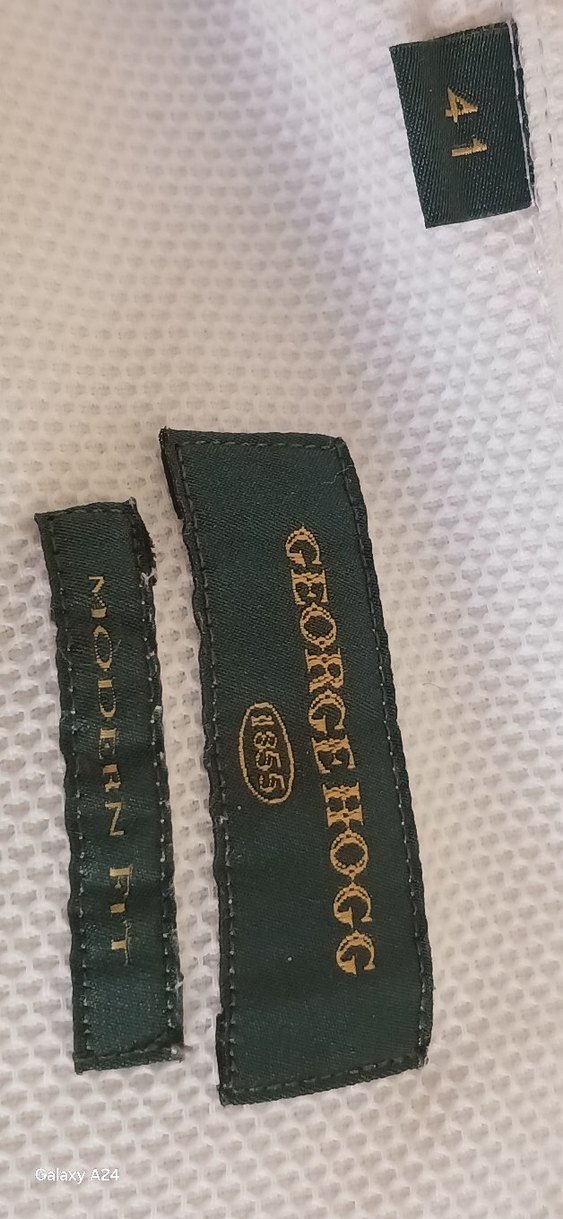 41
GEORGE HOGG
1855
MODERN FIT
Galaxy A24